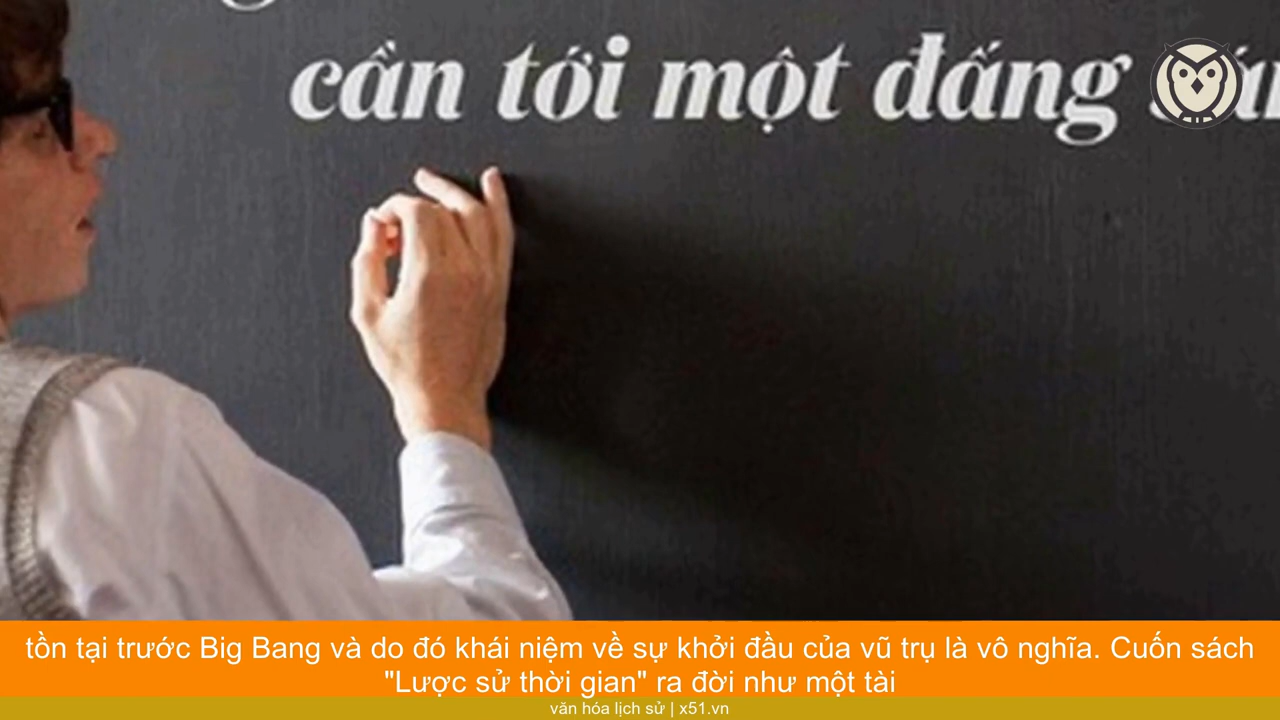 cần tới một đấng
tồn tại trước Big Bang và do đó khái niệm về sự khởi đầu của vũ trụ là vô nghĩa. Cuốn sách
"Lược sử thời gian" ra đời như một tài
văn hóa lịch sử | x51.vn